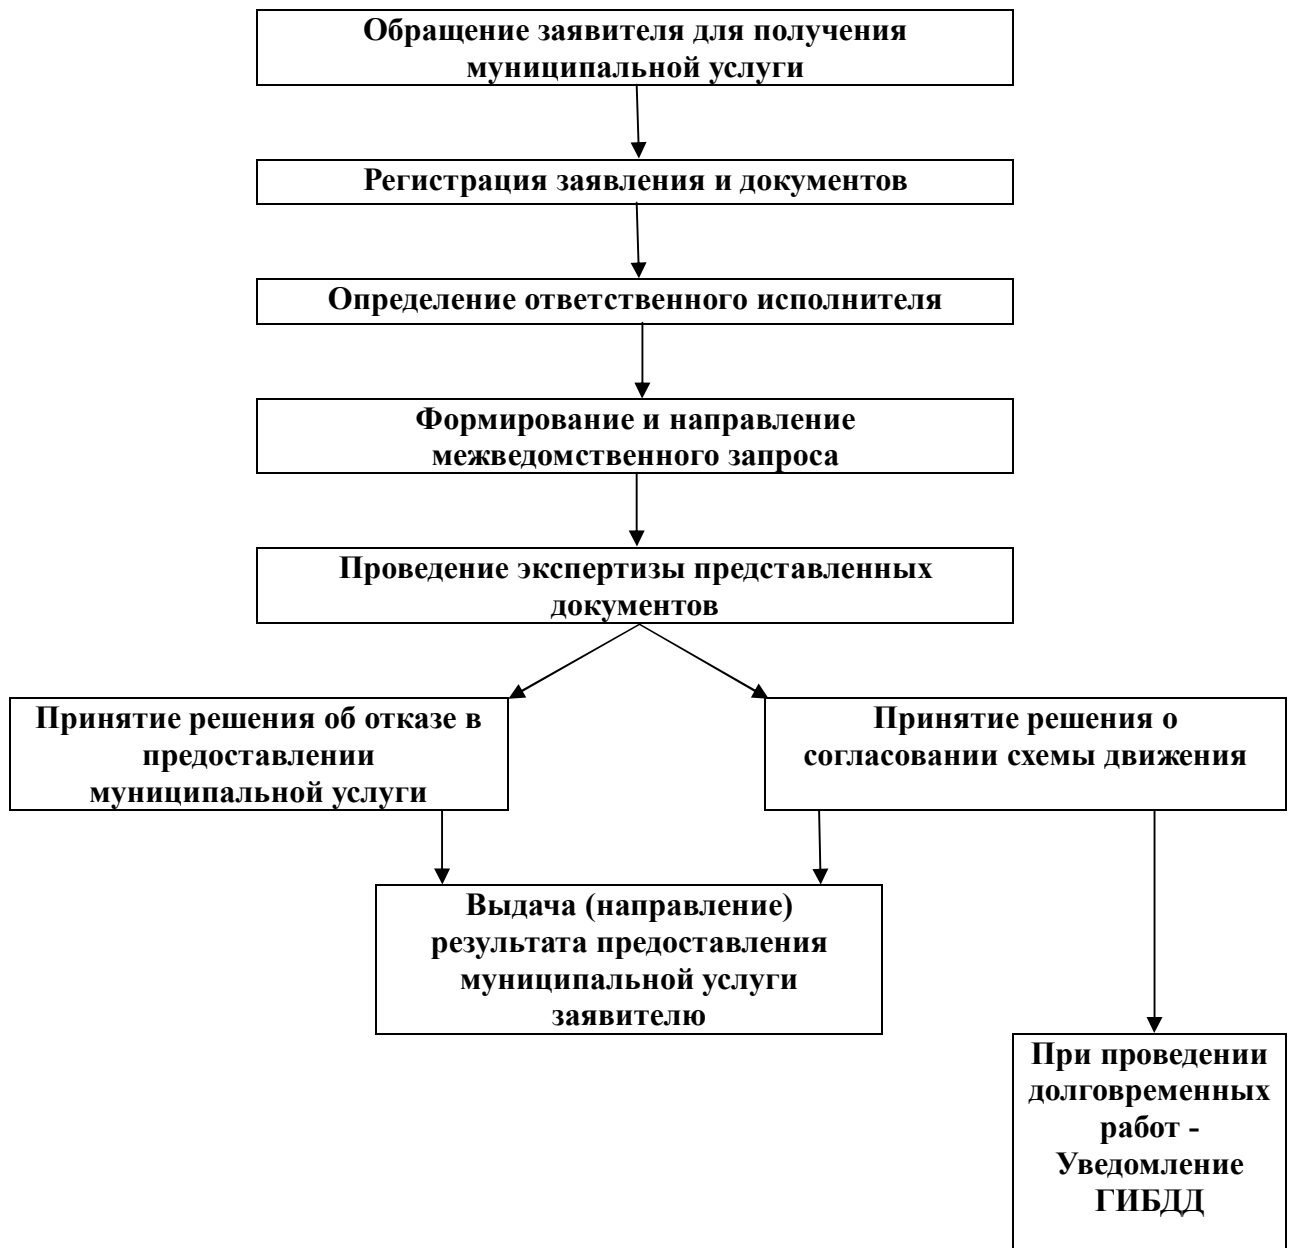 Обращение заявителя для получения
муниципальной услуги
Регистрация заявления и документов
Определение ответственного исполнителя
Формирование и направление
межведомственного запроса
Проведение экспертизы представленных
документов
Принятие решения об отказе в
предоставлении
муниципальной услуги
Принятие решения о
согласовании схемы движения
Выдача (направление)
результата предоставления
муниципальной услуги
заявителю
При проведении
долговременных
работ -
Уведомление
ГИБДД